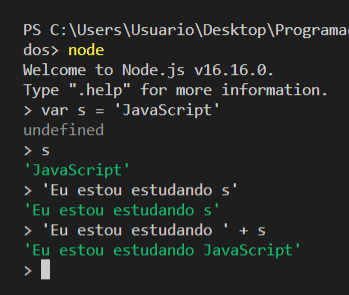 PS C:\Users\Usuario\Desktop\Programa
dos> node
Welcome to Node.js v16.16.0.
Type ".help" for more information.
> var s = 'JavaScript'
undefined
> s
'JavaScript'
> 'Eu estou estudando s'
'Eu estou estudando s'
> 'Eu estou estudando ' + s
'Eu estou estudando JavaScript'
>